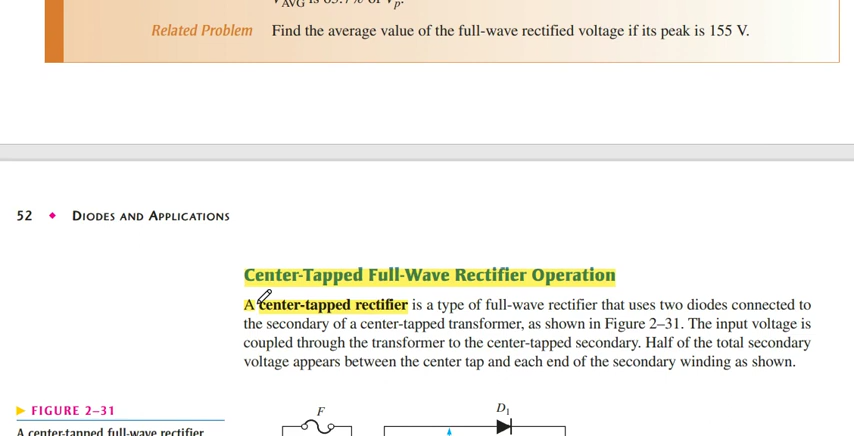 Related Problem Find the average value of the full-wave rectified voltage if its peak is 155 V.
52 ◆ DIODES AND APPLICATIONS
Center-Tapped Full-Wave Rectifier Operation
A center-tapped rectifier is a type of full-wave rectifier that uses two diodes connected to
the secondary of a center-tapped transformer, as shown in Figure 2–31. The input voltage is
coupled through the transformer to the center-tapped secondary. Half of the total secondary
voltage appears between the center tap and each end of the secondary winding as shown.
▶ FIGURE 2–31
A center-tapped full-wave rectifier
F
D1